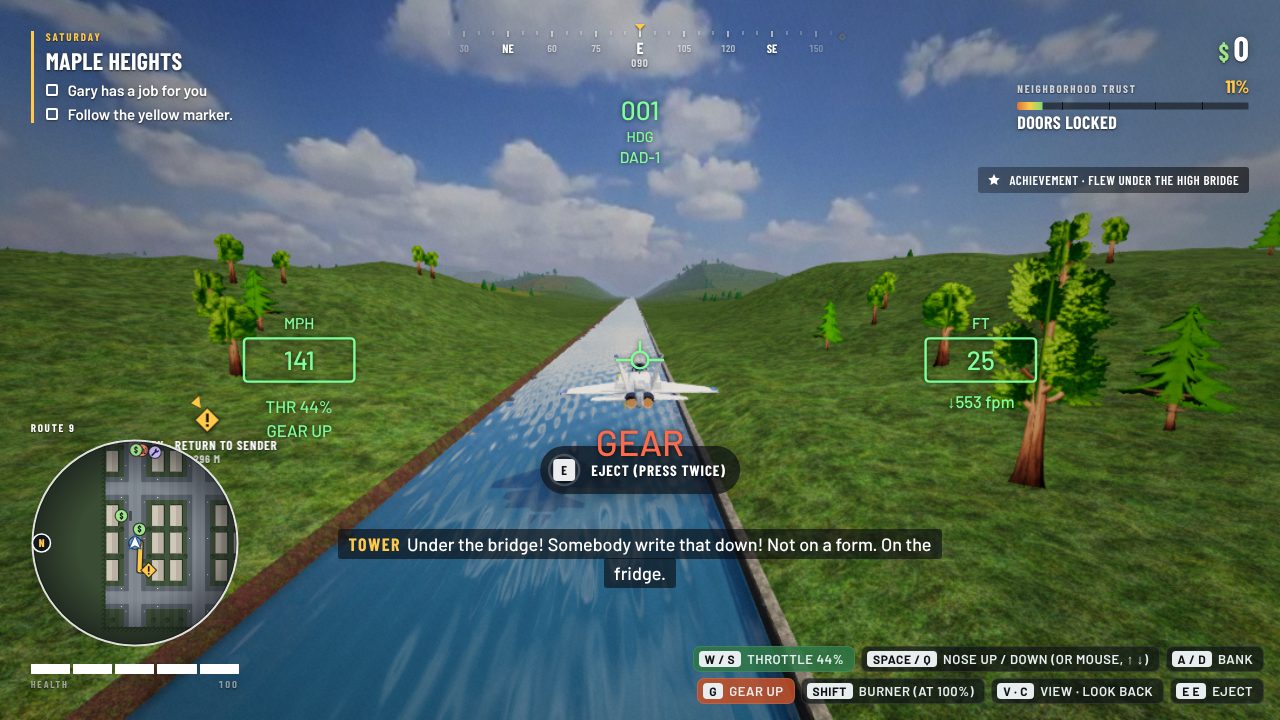 SATURDAY
MAPLE HEIGHTS
Gary has a job for you
Follow the yellow marker.
30 NE 60 75 E 105 120 SE 150
090
001
HDG
DAD-1
$0
NEIGHBORHOOD TRUST 11%
DOORS LOCKED
ACHIEVEMENT · FLEW UNDER THE HIGH BRIDGE
MPH
141
THR 44%
GEAR UP
FT
25
↓553 fpm
RETURN TO SENDER
296 M
ROUTE 9
N
$
$
$
!
!
GEAR
E EJECT (PRESS TWICE)
TOWER Under the bridge! Somebody write that down! Not on a form. On the
fridge.
HEALTH 100
W / S THROTTLE 44% SPACE / Q NOSE UP / DOWN (OR MOUSE, ↑ ↓) A / D BANK
G GEAR UP SHIFT BURNER (AT 100%) V · C VIEW · LOOK BACK E E EJECT